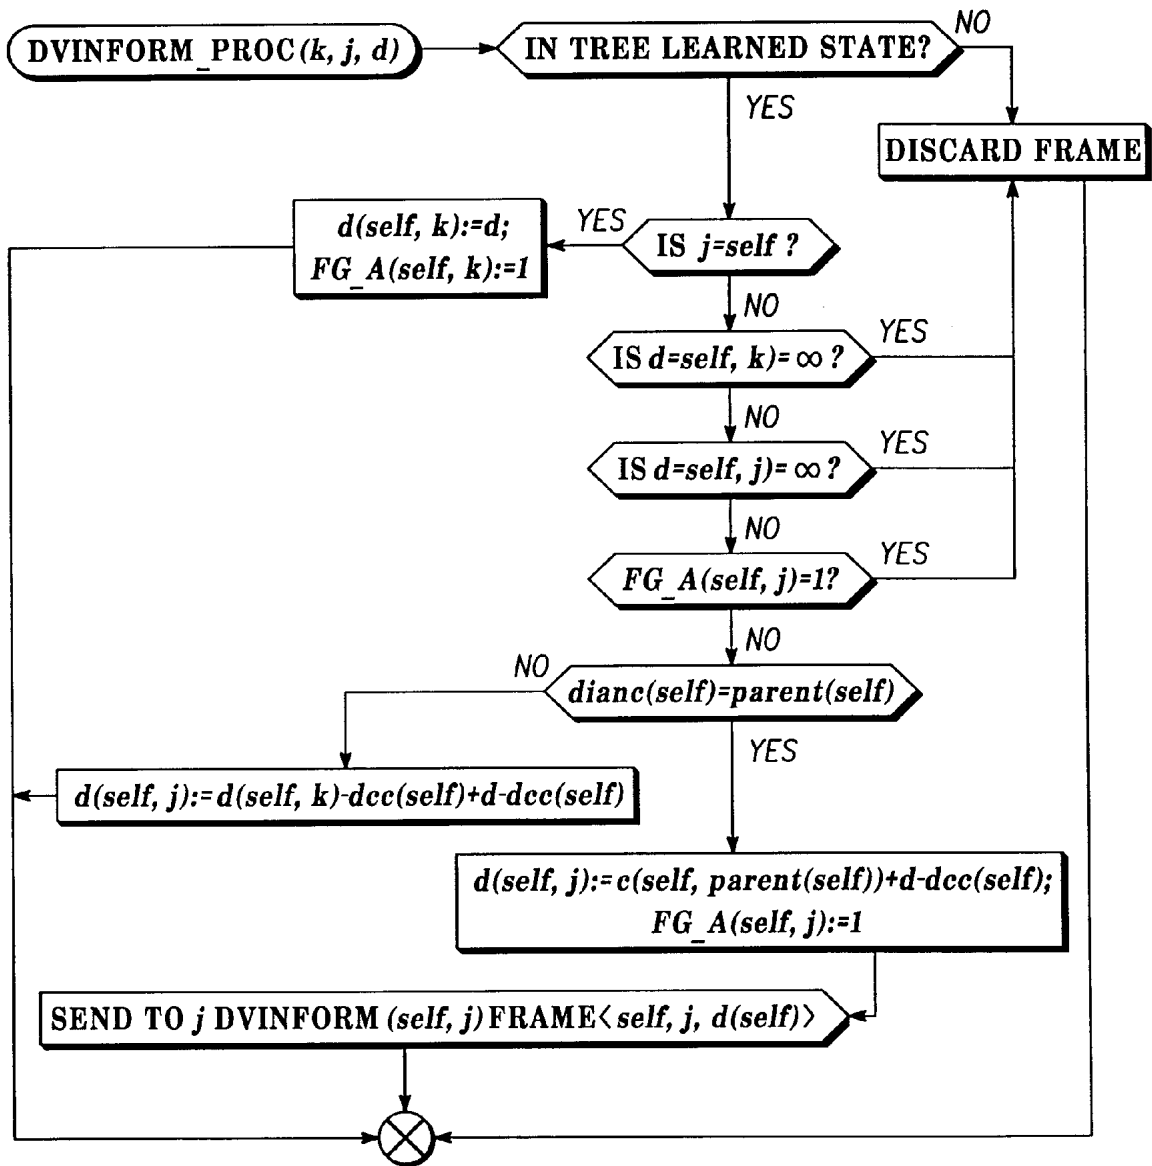 DVINFORM_PROC(k, j, d)
IN TREE LEARNED STATE?
NO
YES
DISCARD FRAME
d(self, k):=d;
FG_A(self, k):=1
YES
IS j=self ?
NO
IS d=self, k)=∞ ?
YES
NO
IS d=self, j)=∞ ?
YES
NO
FG_A(self, j)=1?
YES
NO
NO
dianc(self)=parent(self)
YES
d(self, j):=d(self, k)-dcc(self)+d-dcc(self)
d(self, j):=c(self, parent(self))+d-dcc(self);
FG_A(self, j):=1
SEND TO j DVINFORM (self, j) FRAME<self, j, d(self)>